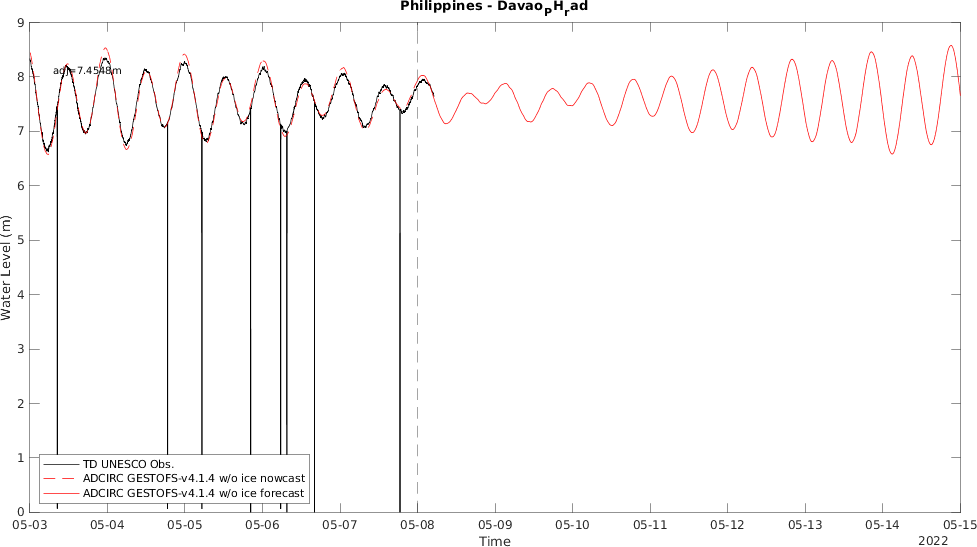 Philippines - Davao_PH_rad
9
8
7
6
5
4
3
2
1
0
Water Level (m)
adj=7.4548m
TD UNESCO Obs.
ADCIRC GESTOFS-v4.1.4 w/o ice nowcast
ADCIRC GESTOFS-v4.1.4 w/o ice forecast
05-03 05-04 05-05 05-06 05-07 05-08 05-09 05-10 05-11 05-12 05-13 05-14 05-15
Time
2022